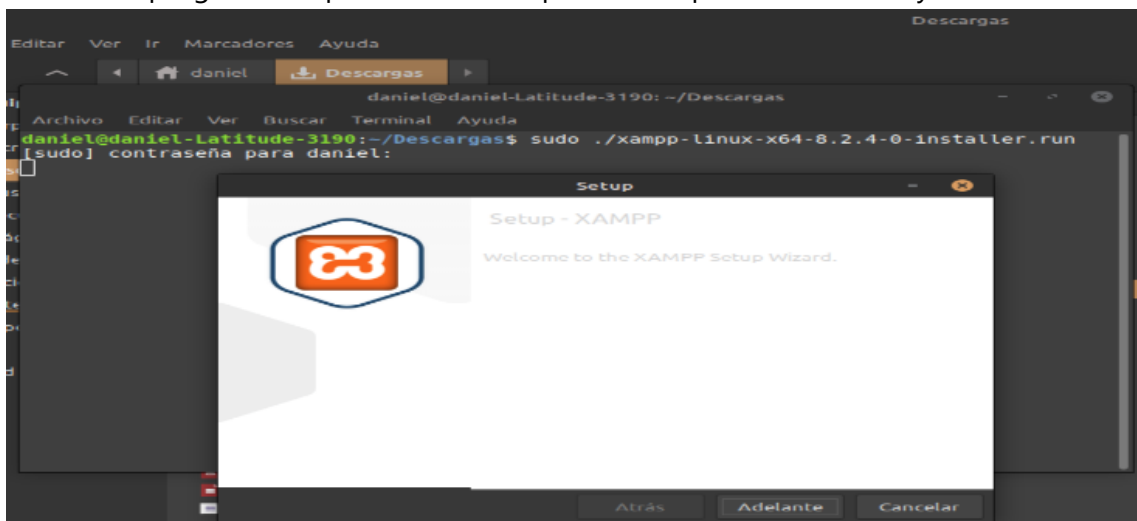 Descargas
Editar Ver Ir Marcadores Ayuda
daniel Descargas
daniel@daniel-Latitude-3190: ~/Descargas
Archivo Editar Ver Buscar Terminal Ayuda
daniel@daniel-Latitude-3190:~/Descargas$ sudo ./xampp-linux-x64-8.2.4-0-installer.run
[sudo] contraseña para daniel:
Setup
Setup - XAMPP
Welcome to the XAMPP Setup Wizard.
Atrás Adelante Cancelar